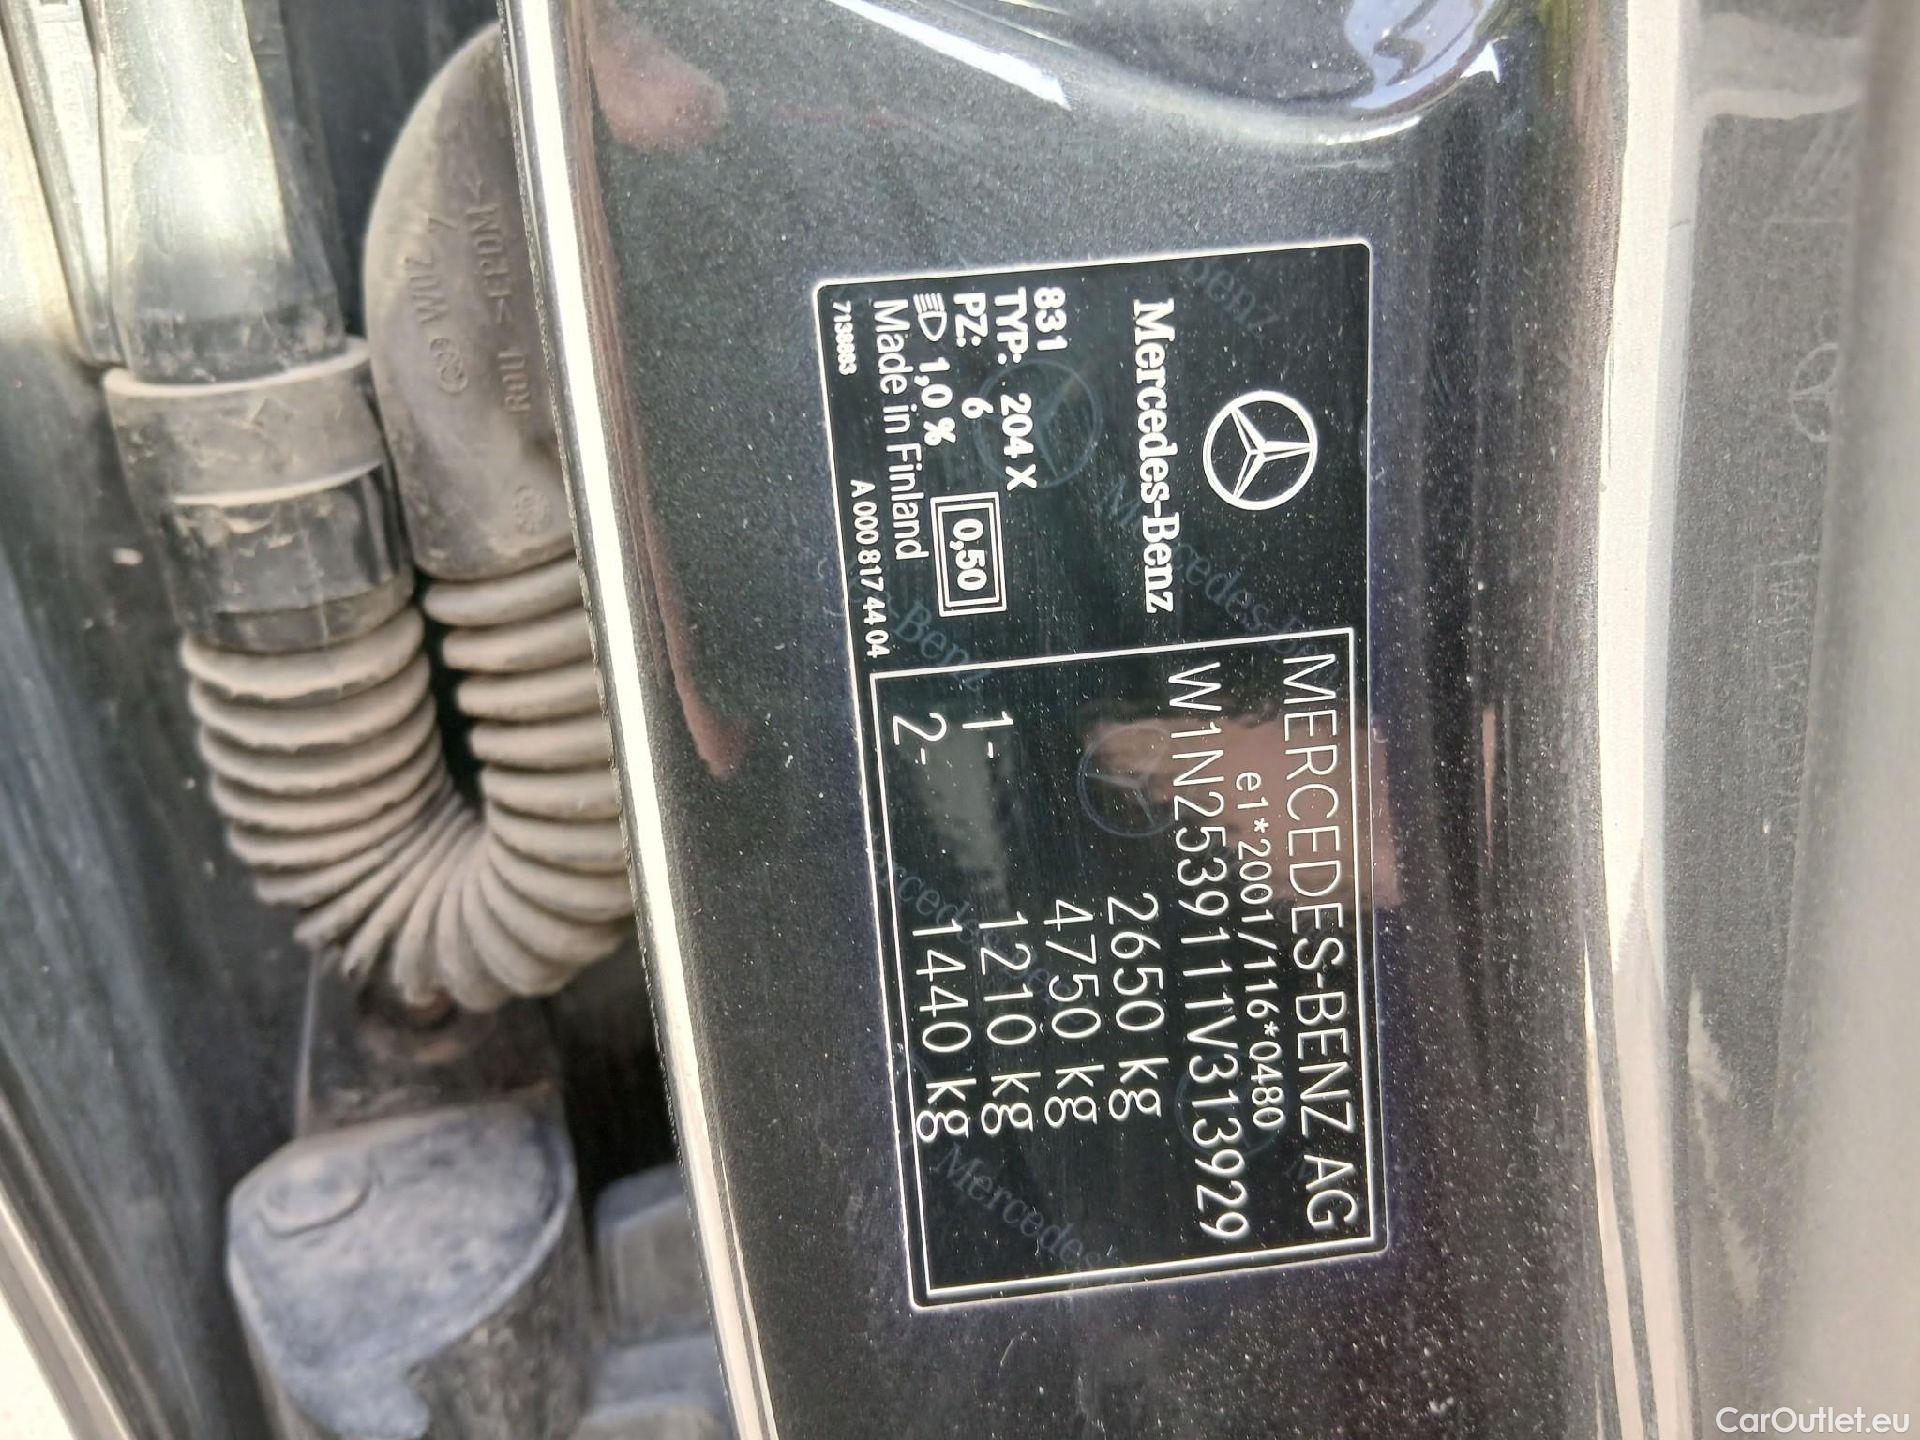 Mercedes-Benz
831
TYP: 204 X
PZ: 6
1,0 %
0,50
Made in Finland
7138883
A 000 817 44 04
MERCEDES-BENZ AG
e1*2001/116*0480
W1N2539111V313929
2650 kg
4750 kg
1- 1210 kg
2- 1440 kg
CarOutlet.eu